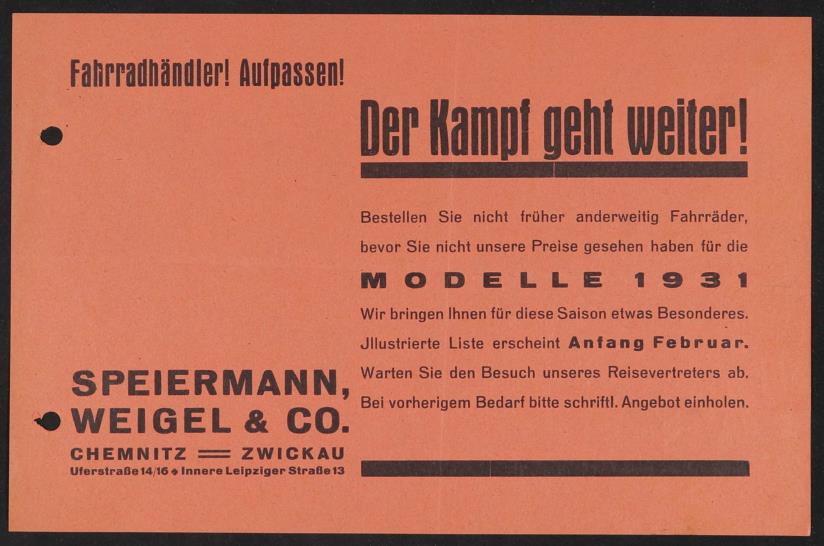 Fahrradhändler! Aufpassen!
Der Kampf geht weiter!
Bestellen Sie nicht früher anderweitig Fahrräder,
bevor Sie nicht unsere Preise gesehen haben für die
MODELLE 1931
Wir bringen Ihnen für diese Saison etwas Besonderes.
Jllustrierte Liste erscheint Anfang Februar.
Warten Sie den Besuch unseres Reisevertreters ab.
Bei vorherigem Bedarf bitte schriftl. Angebot einholen.
SPEIERMANN,
WEIGEL & CO.
CHEMNITZ = ZWICKAU
Uferstraße 14/16 ♦ Innere Leipziger Straße 13